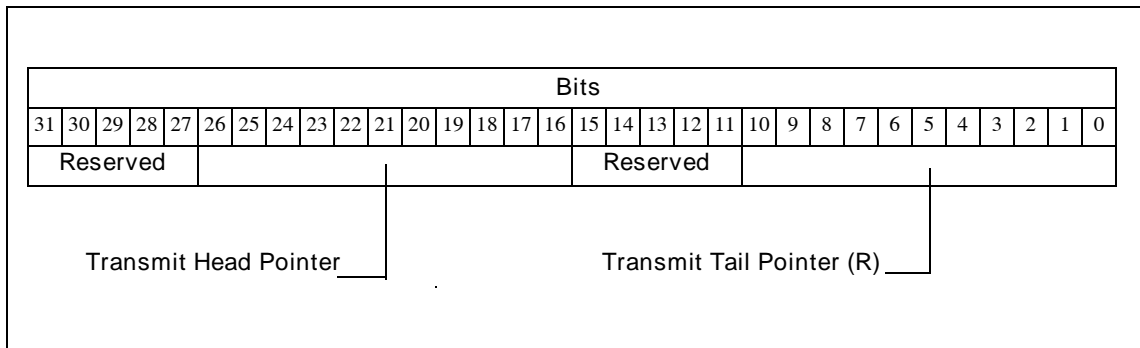 Bits
31 30 29 28 27 26 25 24 23 22 21 20 19 18 17 16 15 14 13 12 11 10 9 8 7 6 5 4 3 2 1 0
Reserved Reserved
Transmit Head Pointer Transmit Tail Pointer (R)